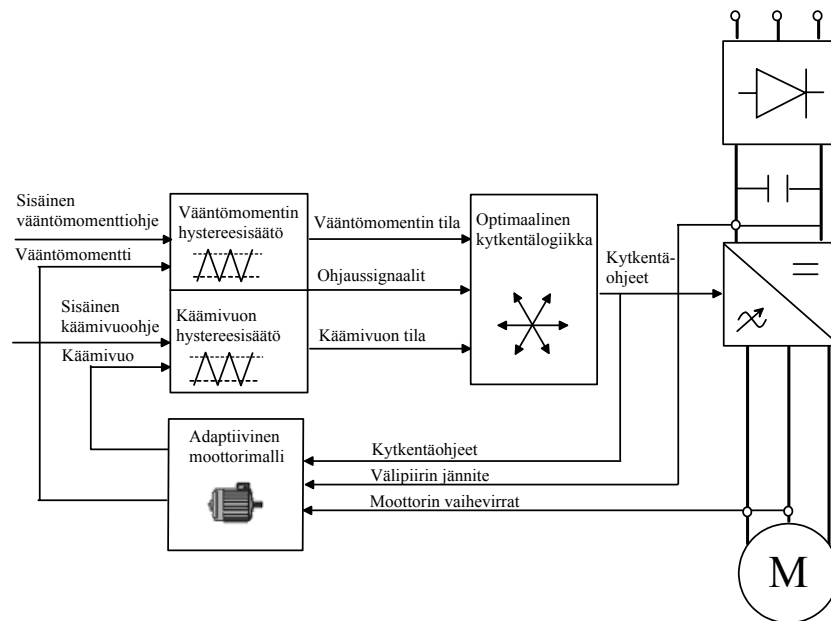 Sisäinen
vääntömomenttiohje
Vääntömomentti
Sisäinen
käämivuoohje
Käämivuo
Vääntömomentin
hystereesisäätö
Käämivuon
hystereesisäätö
Vääntömomentin tila
Ohjaussignaalit
Käämivuon tila
Optimaalinen
kytkentälogiikka
Kytkentä-
ohjeet
Adaptiivinen
moottorimalli
Kytkentäohjeet
Välipiirin jännite
Moottorin vaihevirrat
M